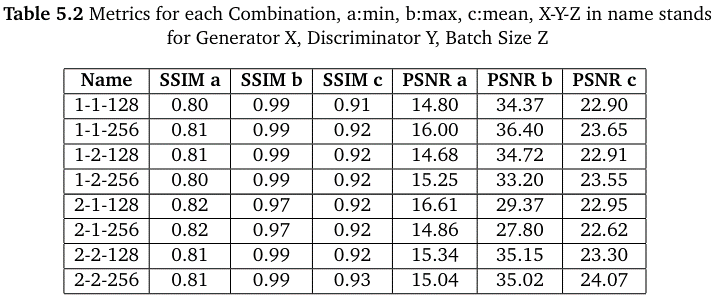 Table 5.2 Metrics for each Combination, a:min, b:max, c:mean, X-Y-Z in name stands
for Generator X, Discriminator Y, Batch Size Z
Name SSIM a SSIM b SSIM c PSNR a PSNR b PSNR c
1-1-128 0.80 0.99 0.91 14.80 34.37 22.90
1-1-256 0.81 0.99 0.92 16.00 36.40 23.65
1-2-128 0.81 0.99 0.92 14.68 34.72 22.91
1-2-256 0.80 0.99 0.92 15.25 33.20 23.55
2-1-128 0.82 0.97 0.92 16.61 29.37 22.95
2-1-256 0.82 0.97 0.92 14.86 27.80 22.62
2-2-128 0.81 0.99 0.92 15.34 35.15 23.30
2-2-256 0.81 0.99 0.93 15.04 35.02 24.07